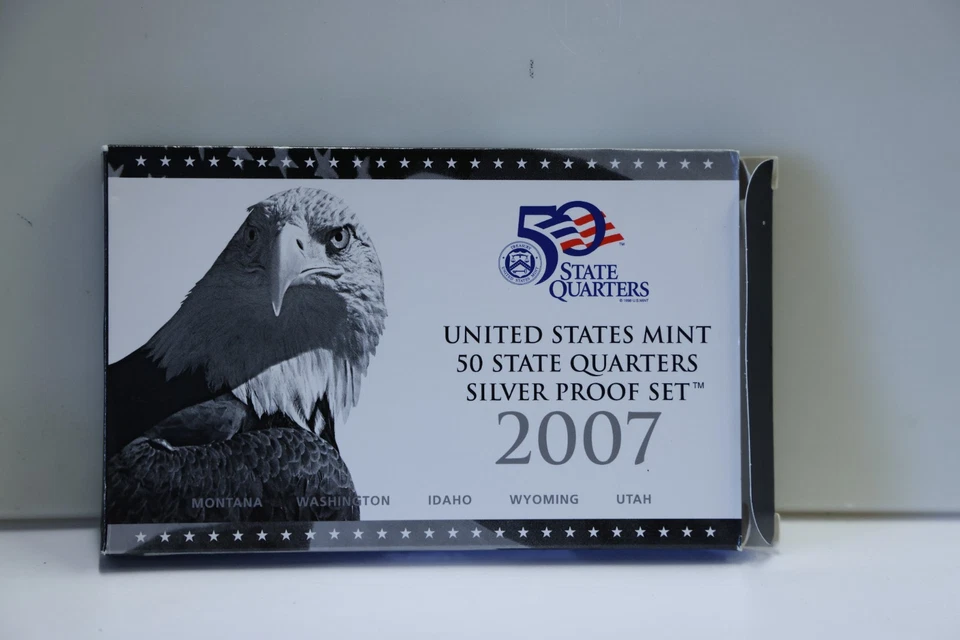 50
STATE
QUARTERS
UNITED STATES MINT
50 STATE QUARTERS
SILVER PROOF SET™
2007
MONTANA WASHINGTON IDAHO WYOMING UTAH